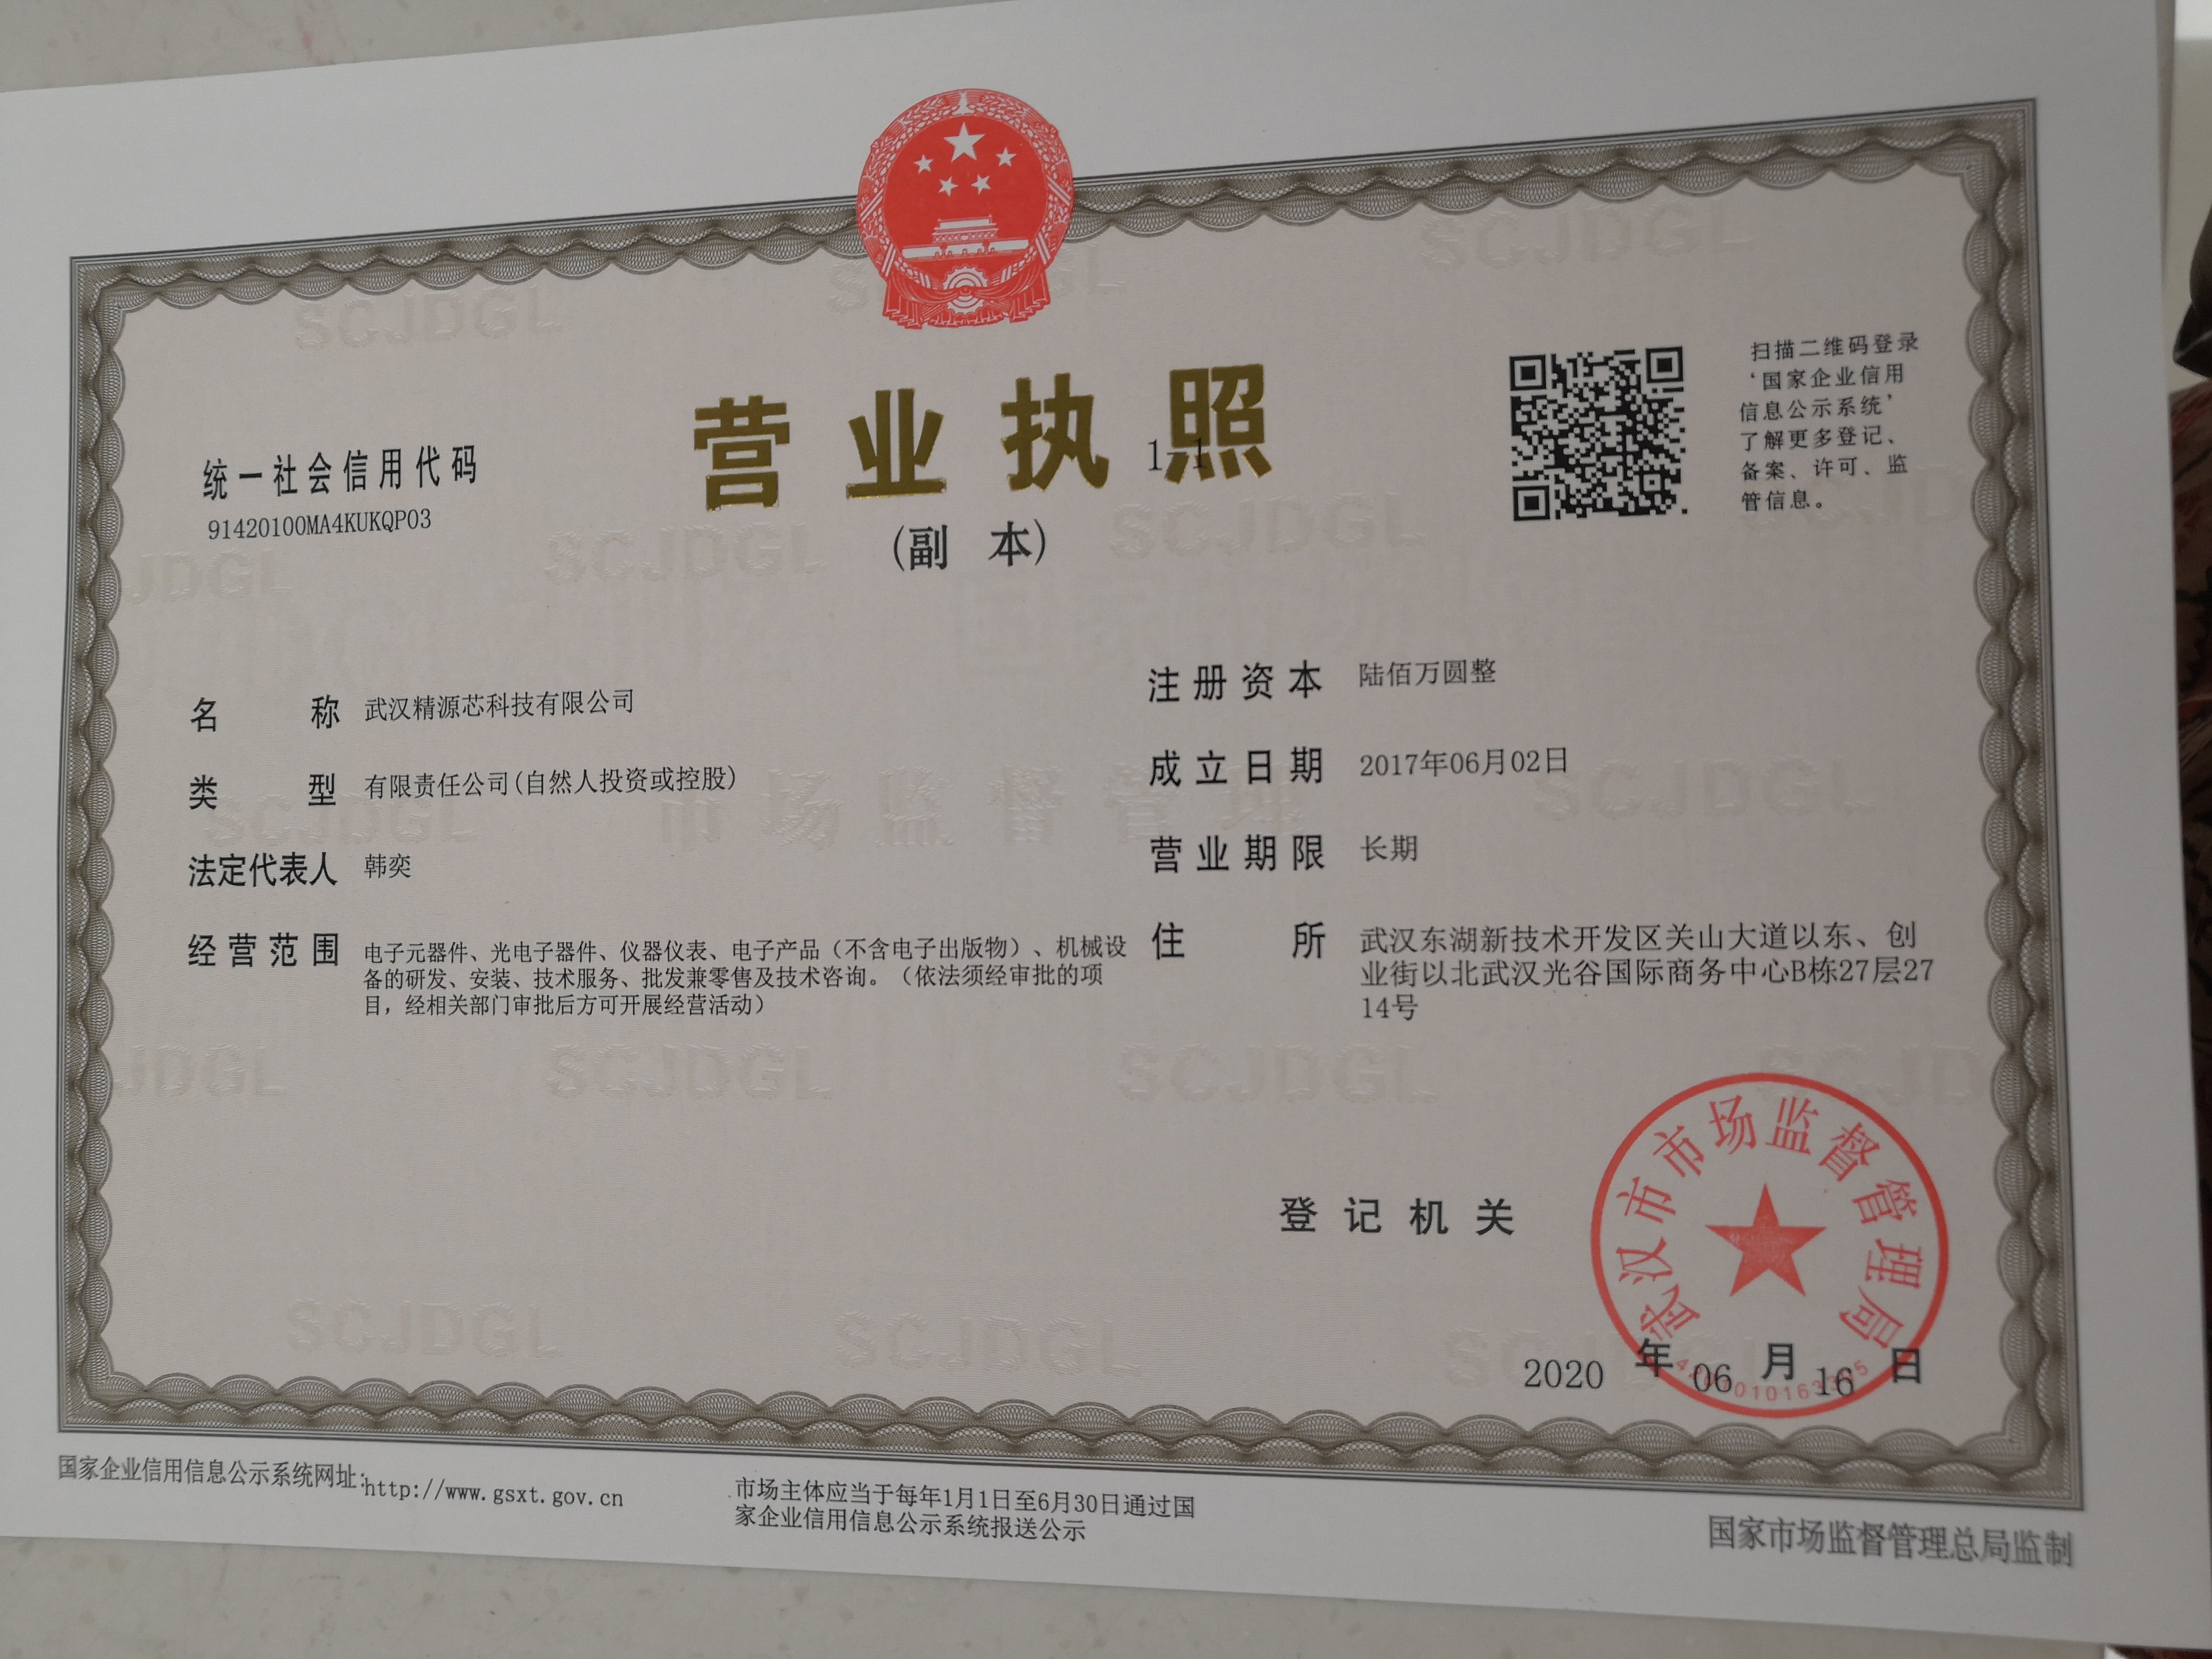 营业执照
1-1
(副 本)
统一社会信用代码
91420100MA4KUKQP03
扫描二维码登录
‘国家企业信用
信息公示系统’
了解更多登记、
备案、许可、监
管信息。
名 称 武汉精源芯科技有限公司
类 型 有限责任公司(自然人投资或控股)
法定代表人 韩奕
经营范围 电子元器件、光电子器件、仪器仪表、电子产品（不含电子出版物）、机械设
备的研发、安装、技术服务、批发兼零售及技术咨询。（依法须经审批的项
目，经相关部门审批后方可开展经营活动）
注册资本 陆佰万圆整
成立日期 2017年06月02日
营业期限 长期
住 所 武汉东湖新技术开发区关山大道以东、创
业街以北武汉光谷国际商务中心B栋27层27
14号
登记机关
武汉市市场监督管理局
2020 年 06 月 16 日
国家企业信用信息公示系统网址:http://www.gsxt.gov.cn
市场主体应当于每年1月1日至6月30日通过国
家企业信用信息公示系统报送公示
国家市场监督管理总局监制
SCJDGL
市场监督管理